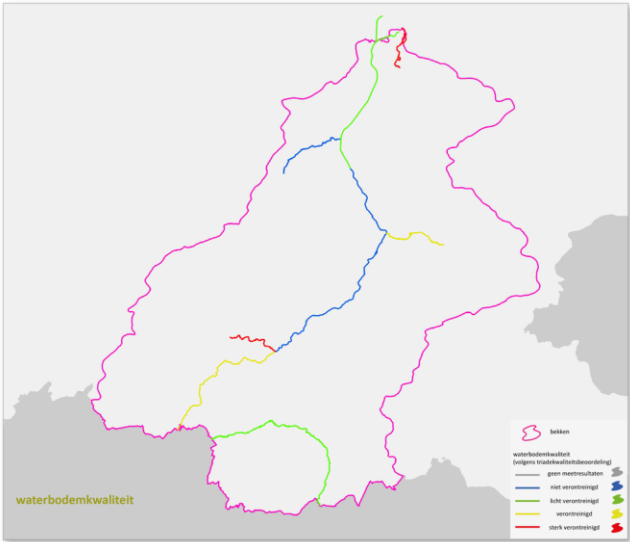 bekken
waterbodemkwaliteit
(volgens triadekwaliteitsbeoordeling)
geen meetresultaten
niet verontreinigd
licht verontreinigd
verontreinigd
sterk verontreinigd
waterbodemkwaliteit